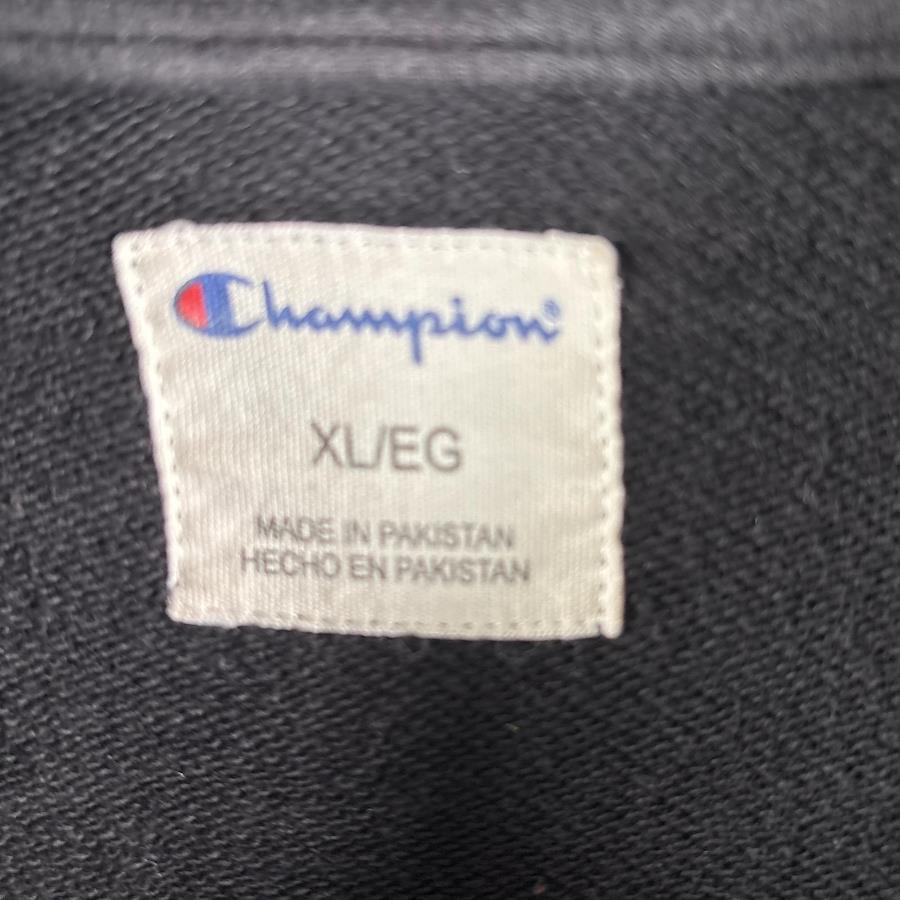 Champion®
XL/EG
MADE IN PAKISTAN
HECHO EN PAKISTAN